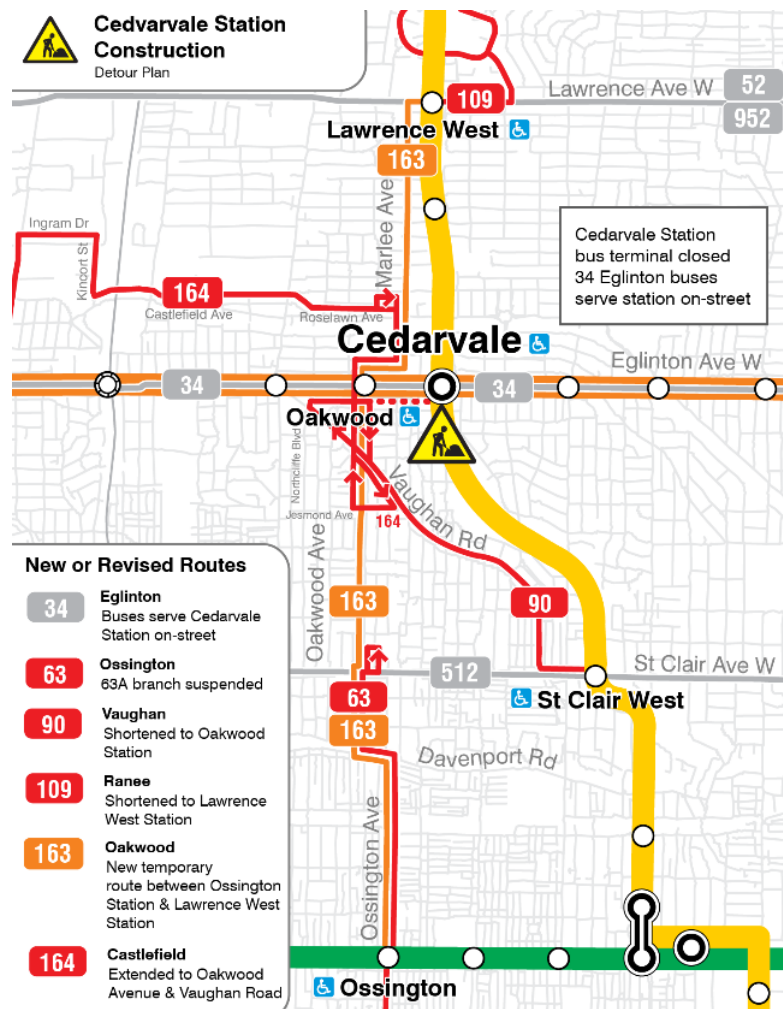 Cedvarvale Station
Construction
Detour Plan
Lawrence Ave W
52
952
109
Lawrence West
163
Marlee Ave
Ingram Dr
Kincort St
164
Castlefield Ave
Roselawn Ave
Cedarvale Station
bus terminal closed
34 Eglinton buses
serve station on-street
Cedarvale
Eglinton Ave W
34
34
Oakwood
Northcliffe Blvd
Jesmond Ave
164
Vaughan Rd
Oakwood Ave
163
90
512
St Clair Ave W
St Clair West
63
163
Davenport Rd
Ossington Ave
Ossington
New or Revised Routes
34
Eglinton
Buses serve Cedarvale
Station on-street
63
Ossington
63A branch suspended
90
Vaughan
Shortened to Oakwood
Station
109
Ranee
Shortened to Lawrence
West Station
163
Oakwood
New temporary
route between Ossington
Station & Lawrence West
Station
164
Castlefield
Extended to Oakwood
Avenue & Vaughan Road